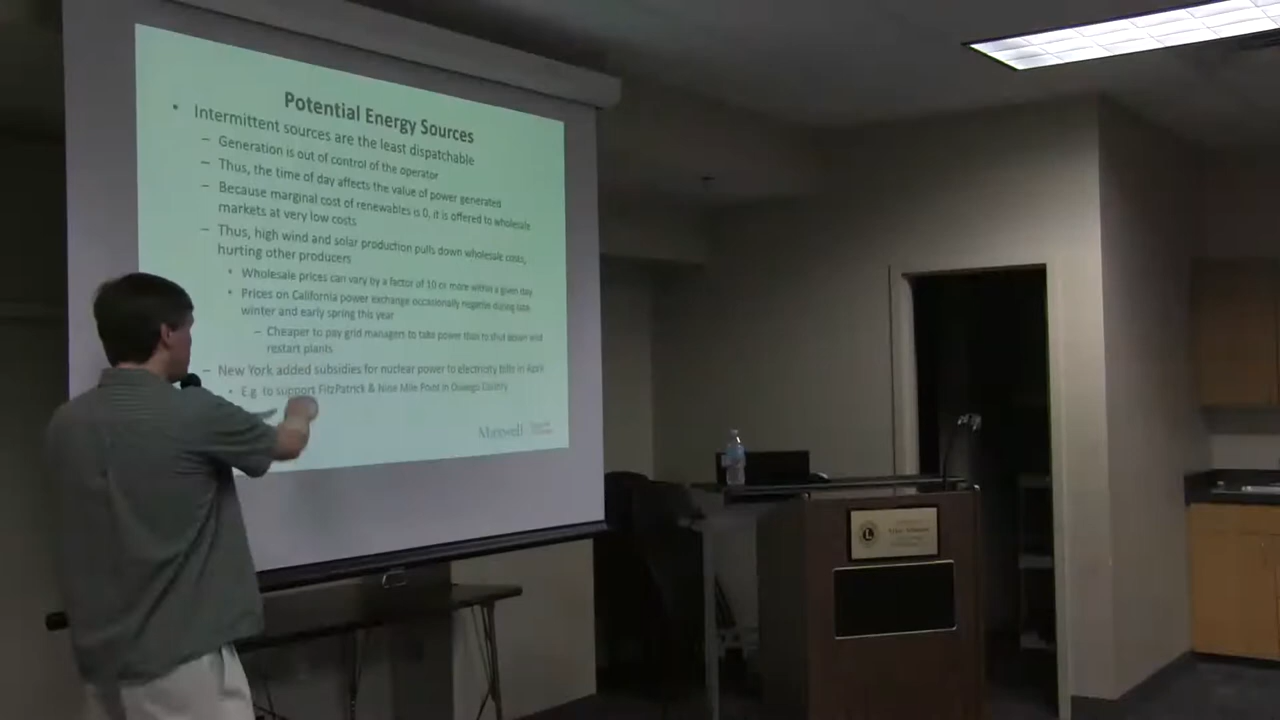 Potential Energy Sources
• Intermittent sources are the least dispatchable
– Generation is out of control of the operator
– Thus, the time of day affects the value of power generated
– Because marginal cost of renewables is 0, it is offered to wholesale
markets at very low costs
– Thus, high wind and solar production pulls down wholesale costs,
hurting other producers
• Wholesale prices can vary by a factor of 10 or more within a given day
• Prices on California power exchange occasionally negative during late
winter and early spring this year
– Cheaper to pay grid managers to take power than to shut down and
restart plants
– New York added subsidies for nuclear power to electricity bills in April
• E.g. to support FitzPatrick & Nine Mile Point in Oswego County
Maxwell
L